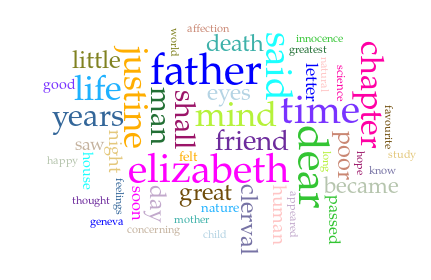 affection
world
death
innocence
greatest
little
justine
father
said
chapter
natural
science
letter
good
life
man
shall
eyes
mind
time
favourite
years
friend
dear
poor
saw
night
felt
long
hope
study
happy
house
elizabeth
know
became
thought
feelings
soon
day
great
clerval
human
appeared
passed
geneva
nature
mother
concerning
child